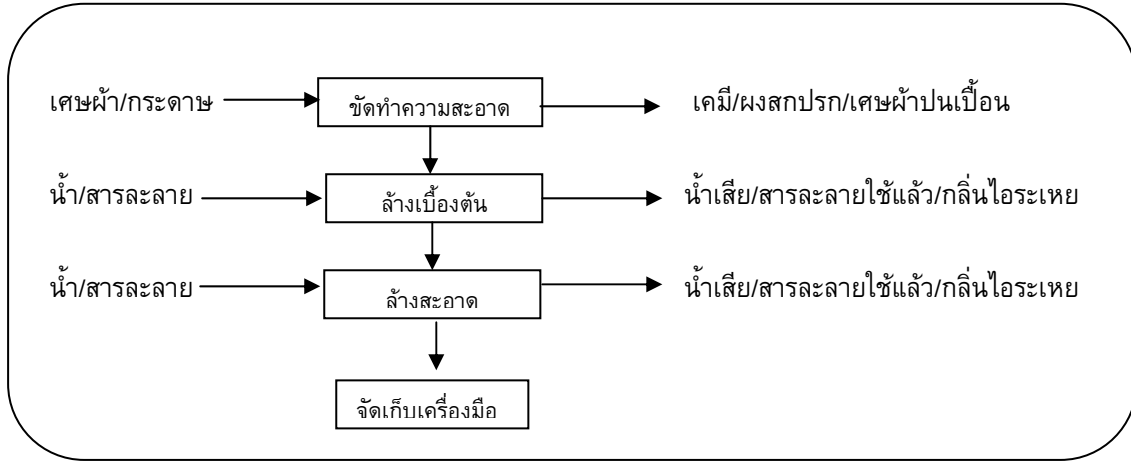 เศษผ้า/กระดาษ ขัดทำความสะอาด เคมี/ผงสกปรก/เศษผ้าปนเปื้อน
น้ำ/สารละลาย ล้างเบื้องต้น น้ำเสีย/สารละลายใช้แล้ว/กลิ่นไอระเหย
น้ำ/สารละลาย ล้างสะอาด น้ำเสีย/สารละลายใช้แล้ว/กลิ่นไอระเหย
จัดเก็บเครื่องมือ